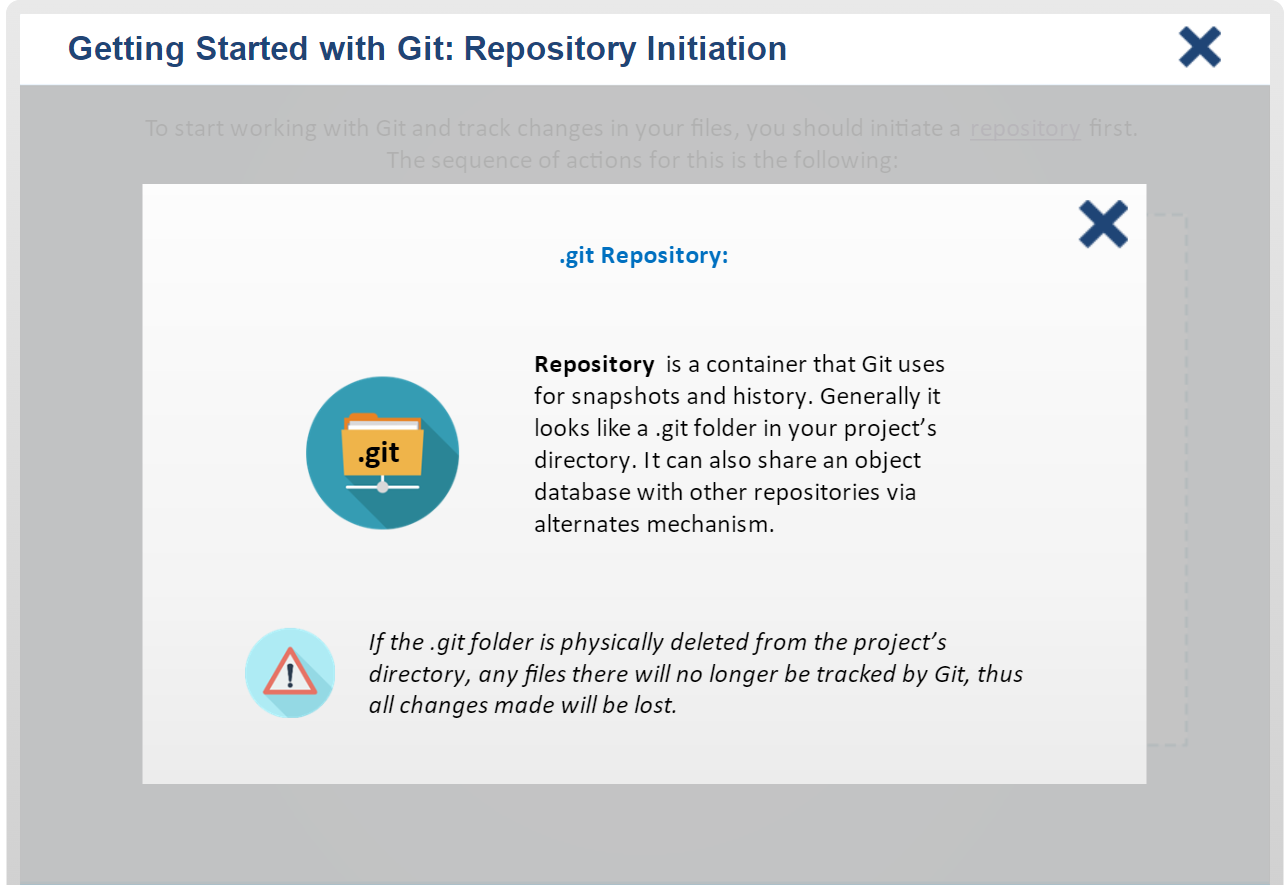 Getting Started with Git: Repository Initiation
To start working with Git and track changes in your files, you should initiate a repository first.
The sequence of actions for this is the following:
.git Repository:
Repository is a container that Git uses
for snapshots and history. Generally it
looks like a .git folder in your project’s
directory. It can also share an object
database with other repositories via
alternates mechanism.
.git
If the .git folder is physically deleted from the project’s
directory, any files there will no longer be tracked by Git, thus
all changes made will be lost.